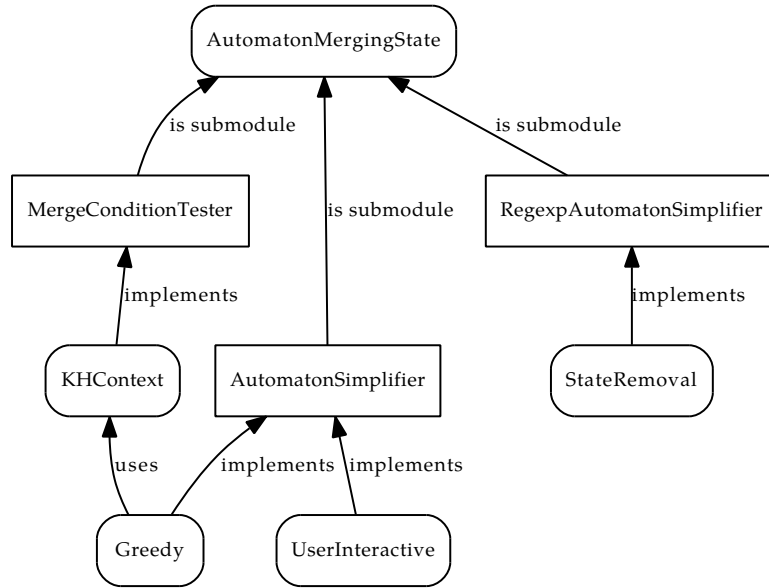 AutomatonMergingState
is submodule
is submodule
MergeConditionTester
RegexpAutomatonSimplifier
is submodule
implements
implements
KHContext
AutomatonSimplifier
StateRemoval
uses
implements
implements
Greedy
UserInteractive